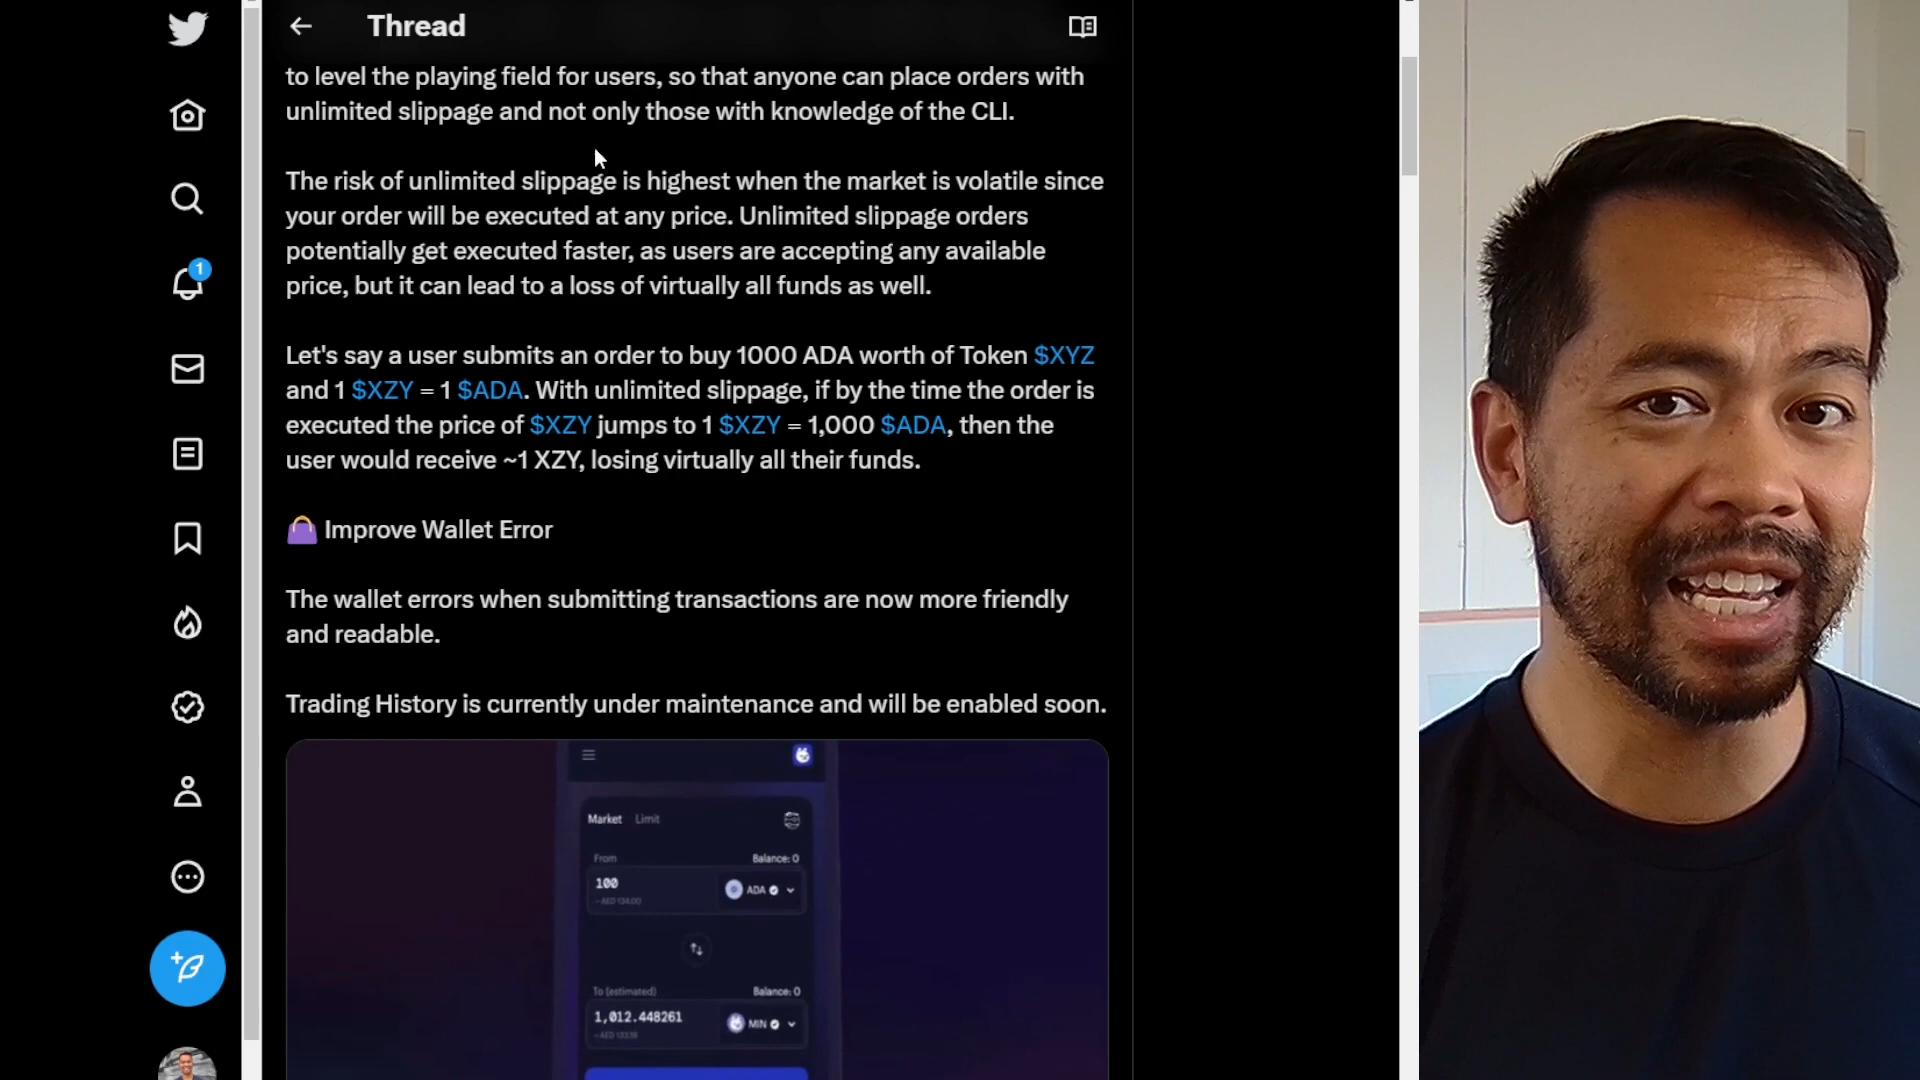 Thread
to level the playing field for users, so that anyone can place orders with
unlimited slippage and not only those with knowledge of the CLI.
The risk of unlimited slippage is highest when the market is volatile since
your order will be executed at any price. Unlimited slippage orders
potentially get executed faster, as users are accepting any available
price, but it can lead to a loss of virtually all funds as well.
Let's say a user submits an order to buy 1000 ADA worth of Token $XYZ
and 1 $XZY = 1 $ADA. With unlimited slippage, if by the time the order is
executed the price of $XZY jumps to 1 $XZY = 1,000 $ADA, then the
user would receive ~1 XZY, losing virtually all their funds.
👜 Improve Wallet Error
The wallet errors when submitting transactions are now more friendly
and readable.
Trading History is currently under maintenance and will be enabled soon.
1
Market Limit
From Balance: 0
100 ADA
~ AED 134.00
To (estimated) Balance: 0
1,012.448261 MIN